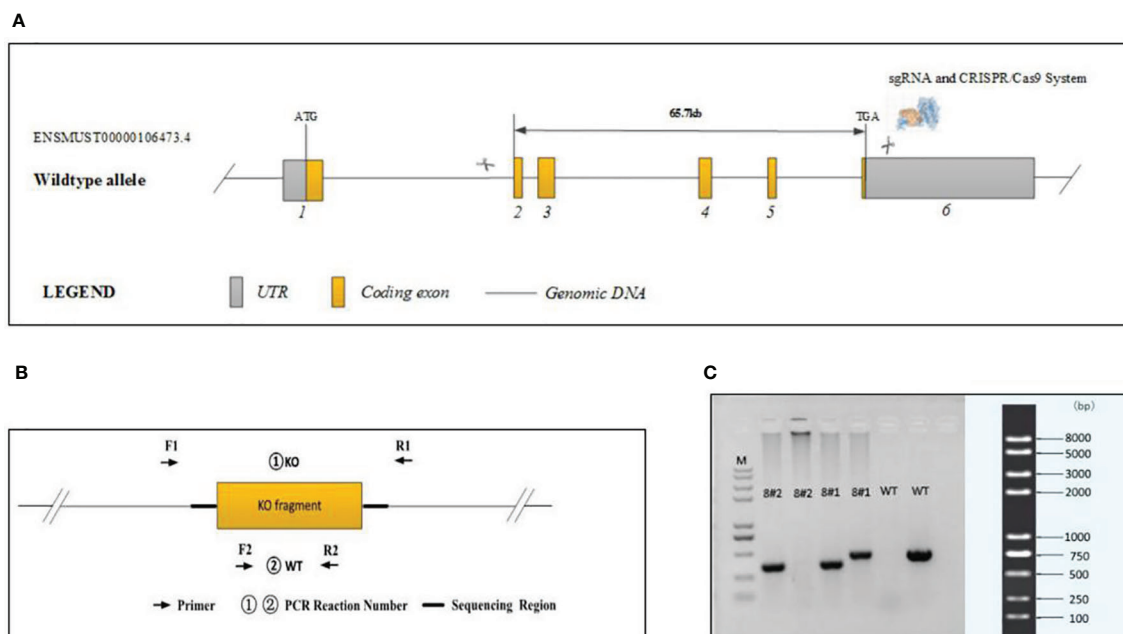 A
sgRNA and CRISPR/Cas9 System
ATG
65.7kb
TGA
ENSMUST00000106473.4
Wildtype allele
1
2
3
4
5
6
LEGEND
UTR
Coding exon
Genomic DNA
B
F1
R1
①KO
KO fragment
F2
R2
② WT
Primer
① ② PCR Reaction Number
Sequencing Region
C
(bp)
M
8#2 8#2 8#1 8#1 WT WT
8000
5000
3000
2000
1000
750
500
250
100